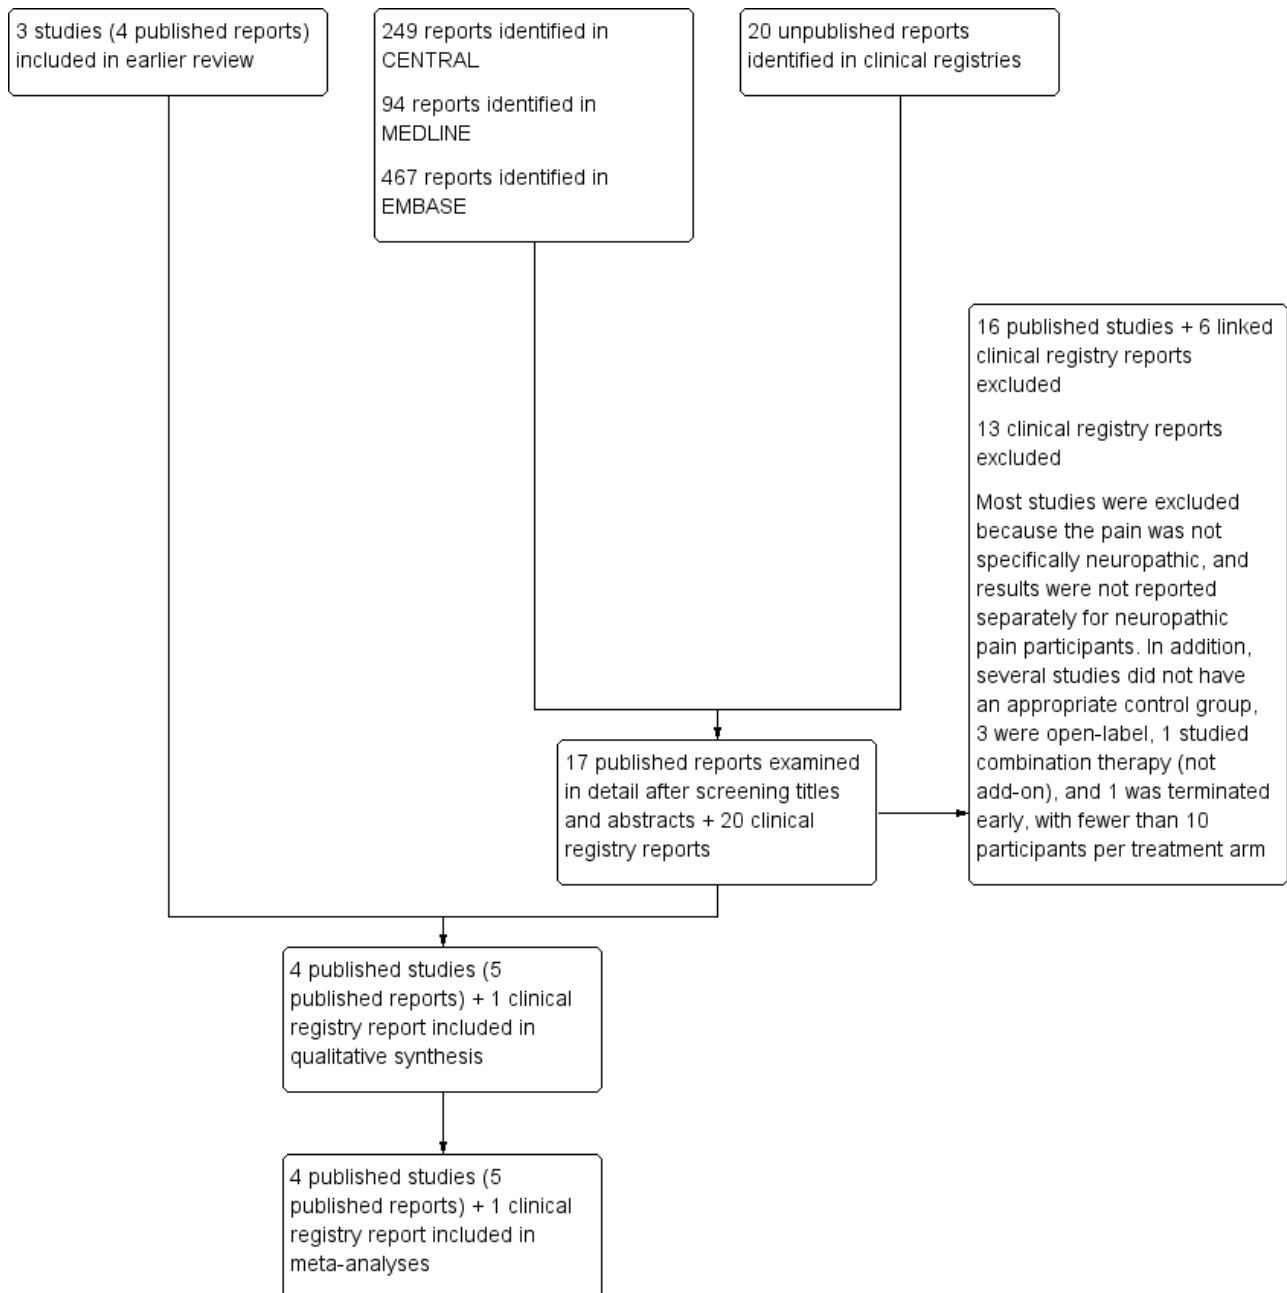 3 studies (4 published reports)
included in earlier review
249 reports identified in
CENTRAL
94 reports identified in
MEDLINE
467 reports identified in
EMBASE
20 unpublished reports
identified in clinical registries
16 published studies + 6 linked
clinical registry reports
excluded
13 clinical registry reports
excluded
Most studies were excluded
because the pain was not
specifically neuropathic, and
results were not reported
separately for neuropathic
pain participants. In addition,
several studies did not have
an appropriate control group,
3 were open-label, 1 studied
combination therapy (not
add-on), and 1 was terminated
early, with fewer than 10
participants per treatment arm
17 published reports examined
in detail after screening titles
and abstracts + 20 clinical
registry reports
4 published studies (5
published reports) + 1 clinical
registry report included in
qualitative synthesis
4 published studies (5
published reports) + 1 clinical
registry report included in
meta-analyses